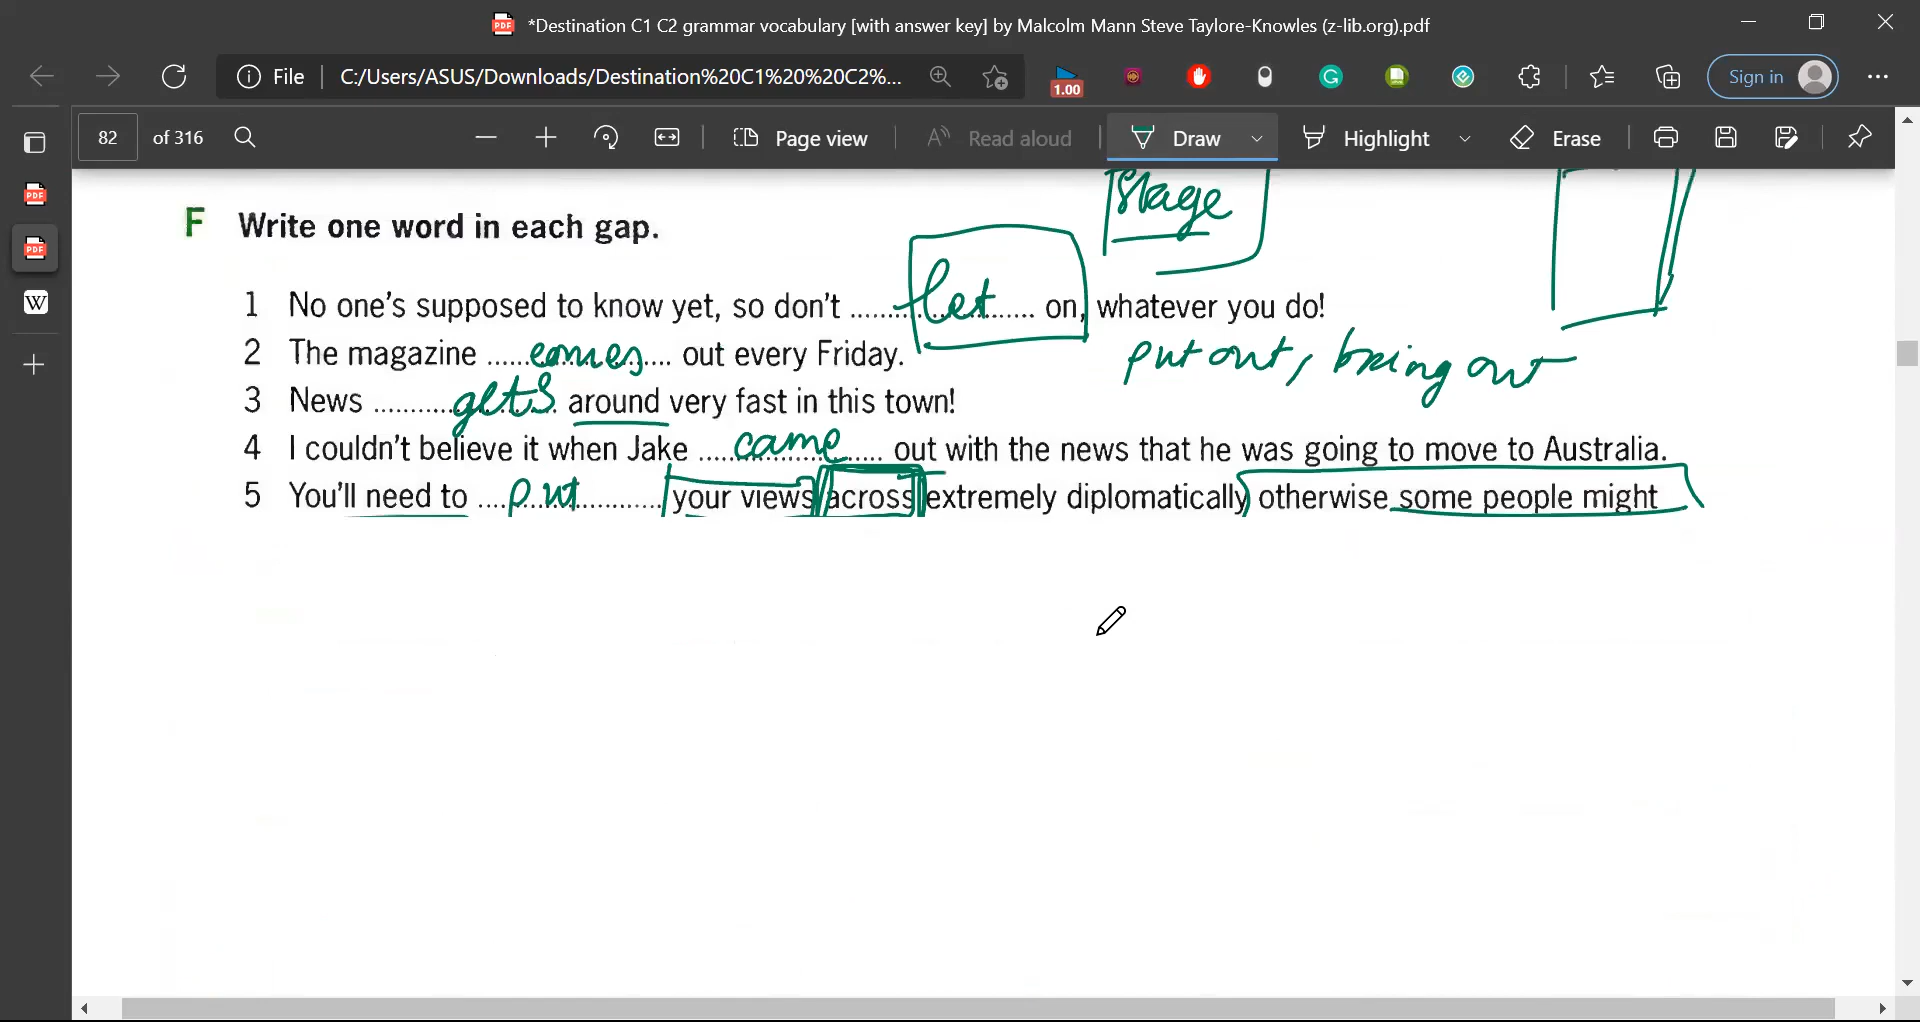 *Destination C1 C2 grammar vocabulary [with answer key] by Malcolm Mann Steve Taylore-Knowles (z-lib.org).pdf
File C:/Users/ASUS/Downloads/Destination%20C1%20%20C2%... 1.00 Sign in
82 of 316 Page view Read aloud Draw Highlight Erase
stage
F Write one word in each gap.
1 No one's supposed to know yet, so don't ......let...... on, whatever you do!
2 The magazine ......comes...... out every Friday.
put out, bring out
3 News ......gets...... around very fast in this town!
4 I couldn't believe it when Jake ......came...... out with the news that he was going to move to Australia.
5 You'll need to ......put...... your views across extremely diplomatically otherwise some people might
PDF
PDF
W